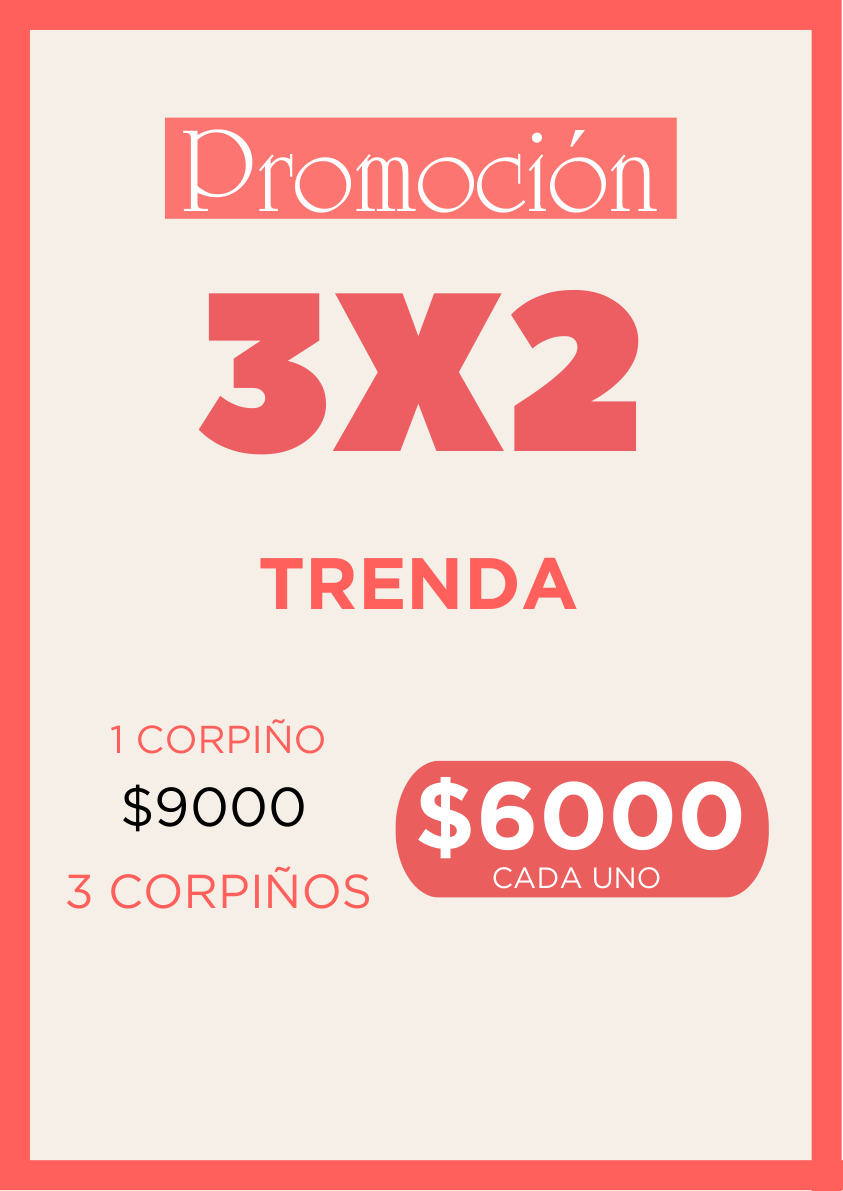 Promoción
3X2
TRENDA
1 CORPIÑO
$9000
3 CORPIÑOS
$6000
CADA UNO